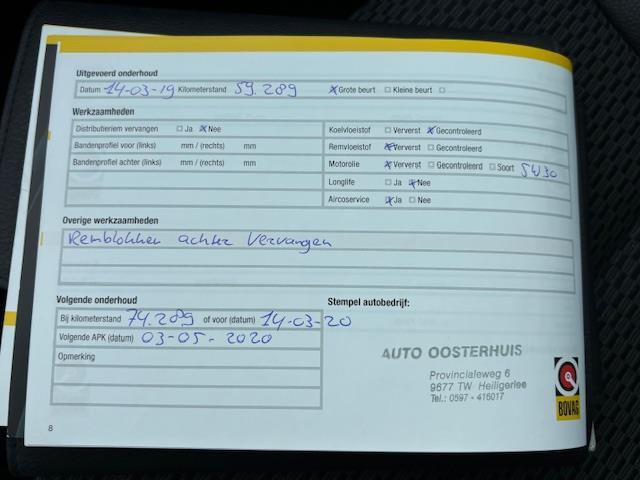 Uitgevoerd onderhoud
Datum 14-03-19 Kilometerstand 59.289 Grote beurt Kleine beurt
Werkzaamheden
Distributieriem vervangen Ja Nee
Bandenprofiel voor (links) mm / (rechts) mm
Bandenprofiel achter (links) mm / (rechts) mm
Koelvloeistof Ververst Gecontroleerd
Remvloeistof Ververst Gecontroleerd
Motorolie Ververst Gecontroleerd Soort 5W30
Longlife Ja Nee
Aircoservice Ja Nee
Overige werkzaamheden
Remblokken achter Vervangen
Volgende onderhoud
Bij kilometerstand 74.289 of voor (datum) 14-03-20
Volgende APK (datum) 03-05-2020
Opmerking
Stempel autobedrijf:
AUTO OOSTERHUIS
Provincialeweg 6
9677 TW Heiligerlee
Tel.: 0597 - 416017
BOVAG
8